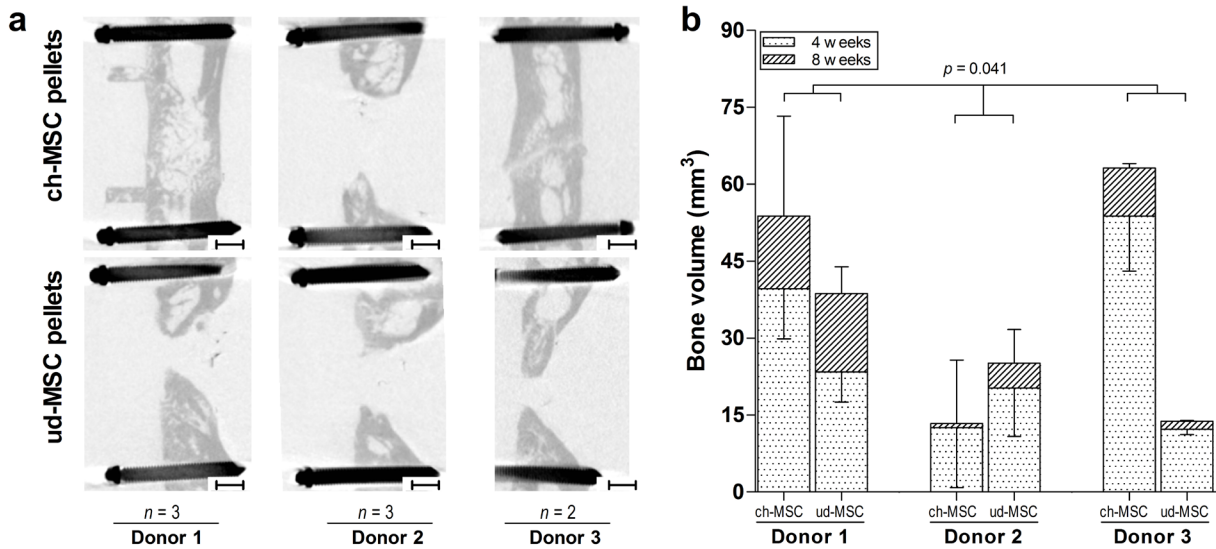 a
ch-MSC pellets
ud-MSC pellets
n = 3
Donor 1
n = 3
Donor 2
n = 2
Donor 3
b
Bone volume (mm³)
90
75
60
45
30
15
0
4 weeks
8 weeks
p = 0.041
ch-MSC ud-MSC
Donor 1
ch-MSC ud-MSC
Donor 2
ch-MSC ud-MSC
Donor 3